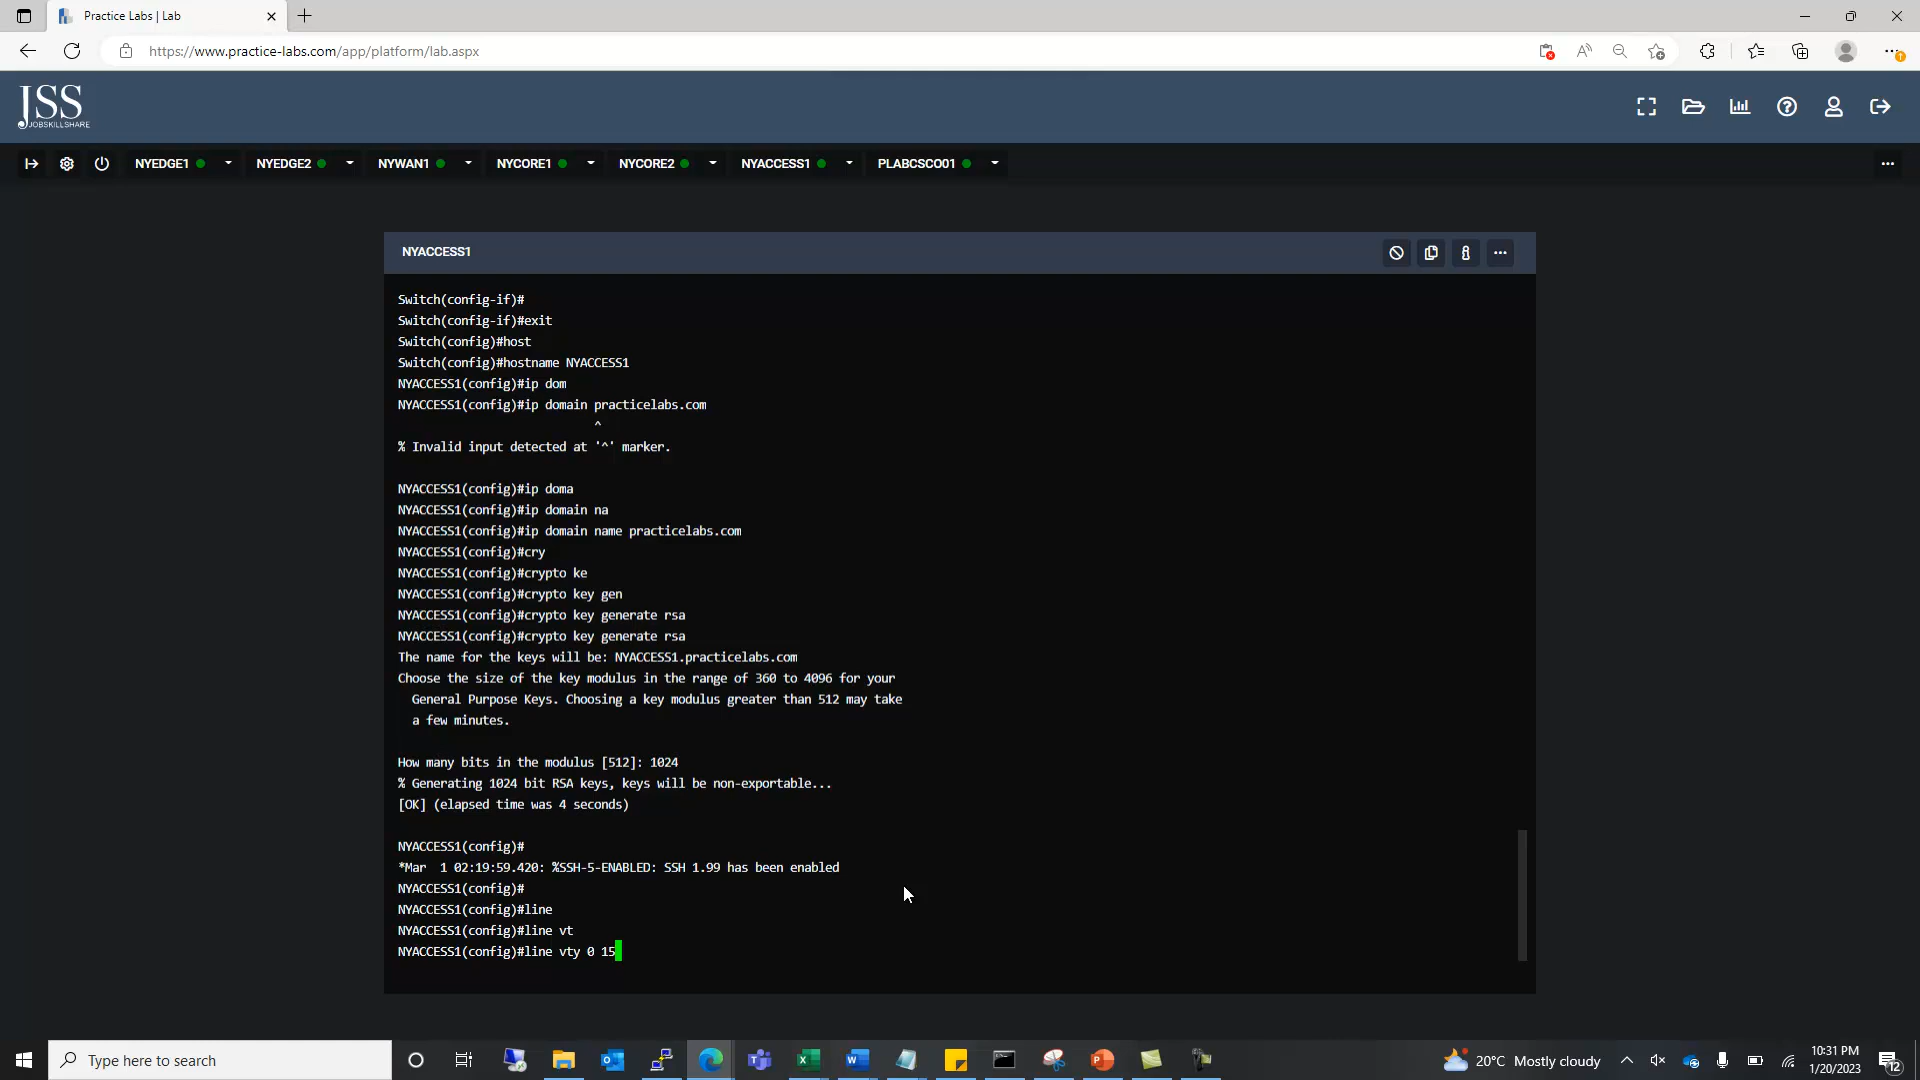 Practice Labs | Lab
https://www.practice-labs.com/app/platform/lab.aspx
JSS
JOBSKILLSHARE
NYEDGE1
NYEDGE2
NYWAN1
NYCORE1
NYCORE2
NYACCESS1
PLABCSCO01
NYACCESS1
Switch(config-if)#
Switch(config-if)#exit
Switch(config)#host
Switch(config)#hostname NYACCESS1
NYACCESS1(config)#ip dom
NYACCESS1(config)#ip domain practicelabs.com
^
% Invalid input detected at '^' marker.
NYACCESS1(config)#ip doma
NYACCESS1(config)#ip domain na
NYACCESS1(config)#ip domain name practicelabs.com
NYACCESS1(config)#cry
NYACCESS1(config)#crypto ke
NYACCESS1(config)#crypto key gen
NYACCESS1(config)#crypto key generate rsa
NYACCESS1(config)#crypto key generate rsa
The name for the keys will be: NYACCESS1.practicelabs.com
Choose the size of the key modulus in the range of 360 to 4096 for your
General Purpose Keys. Choosing a key modulus greater than 512 may take
a few minutes.
How many bits in the modulus [512]: 1024
% Generating 1024 bit RSA keys, keys will be non-exportable...
[OK] (elapsed time was 4 seconds)
NYACCESS1(config)#
*Mar  1 02:19:59.420: %SSH-5-ENABLED: SSH 1.99 has been enabled
NYACCESS1(config)#
NYACCESS1(config)#line
NYACCESS1(config)#line vt
NYACCESS1(config)#line vty 0 15
Type here to search
20°C Mostly cloudy
10:31 PM
1/20/2023
12